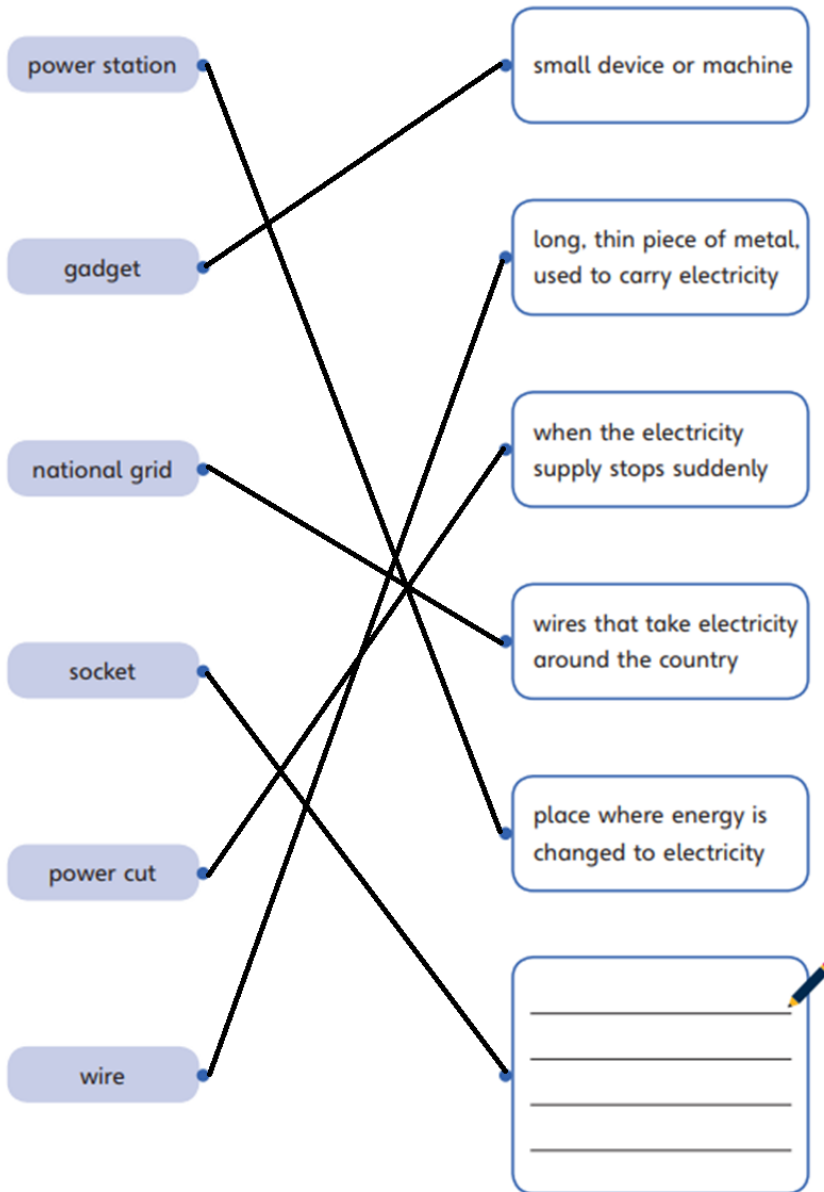 power station
small device or machine
gadget
long, thin piece of metal,
used to carry electricity
national grid
when the electricity
supply stops suddenly
socket
wires that take electricity
around the country
power cut
place where energy is
changed to electricity
wire